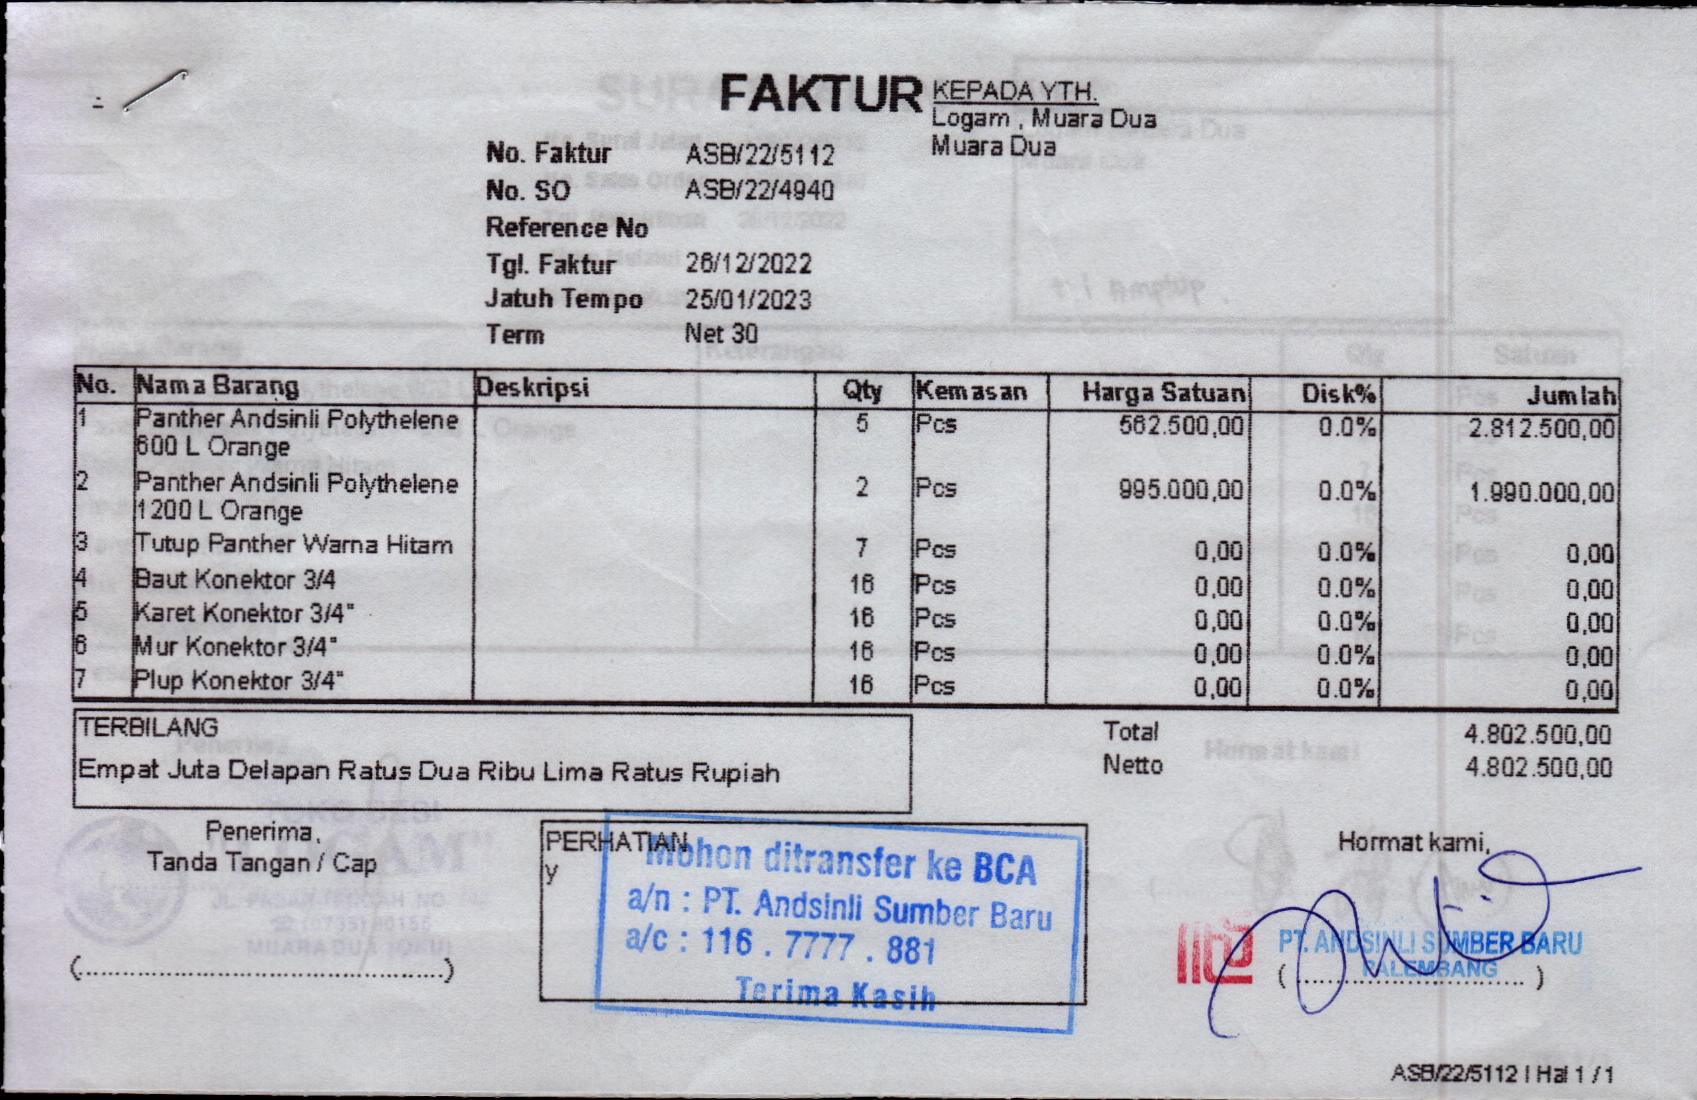 FAKTUR
KEPADA YTH.
Logam , Muara Dua
Muara Dua
No. Faktur ASB/22/5112
No. SO ASB/22/4940
Reference No
Tgl. Faktur 26/12/2022
Jatuh Tempo 25/01/2023
Term Net 30
No. Nama Barang Deskripsi Qty Kemasan Harga Satuan Disk% Jumlah
1 Panther Andsinli Polythelene 5 Pcs 562.500,00 0.0% 2.812.500,00
600 L Orange
2 Panther Andsinli Polythelene 2 Pcs 995.000,00 0.0% 1.990.000,00
1200 L Orange
3 Tutup Panther Warna Hitam 7 Pcs 0,00 0.0% 0,00
4 Baut Konektor 3/4 16 Pcs 0,00 0.0% 0,00
5 Karet Konektor 3/4" 16 Pcs 0,00 0.0% 0,00
6 Mur Konektor 3/4" 16 Pcs 0,00 0.0% 0,00
7 Plup Konektor 3/4" 16 Pcs 0,00 0.0% 0,00
TERBILANG
Empat Juta Delapan Ratus Dua Ribu Lima Ratus Rupiah
Total 4.802.500,00
Netto 4.802.500,00
Penerima,
Tanda Tangan / Cap
(............................................)
PERHATIAN
y
Mohon ditransfer ke BCA
a/n : PT. Andsinli Sumber Baru
a/c : 116 . 7777 . 881
Terima Kasih
Hormat kami,
PT. ANDSINLI SUMBER BARU
PALEMBANG
(............................)
ASB/22/5112 | Hal 1 / 1